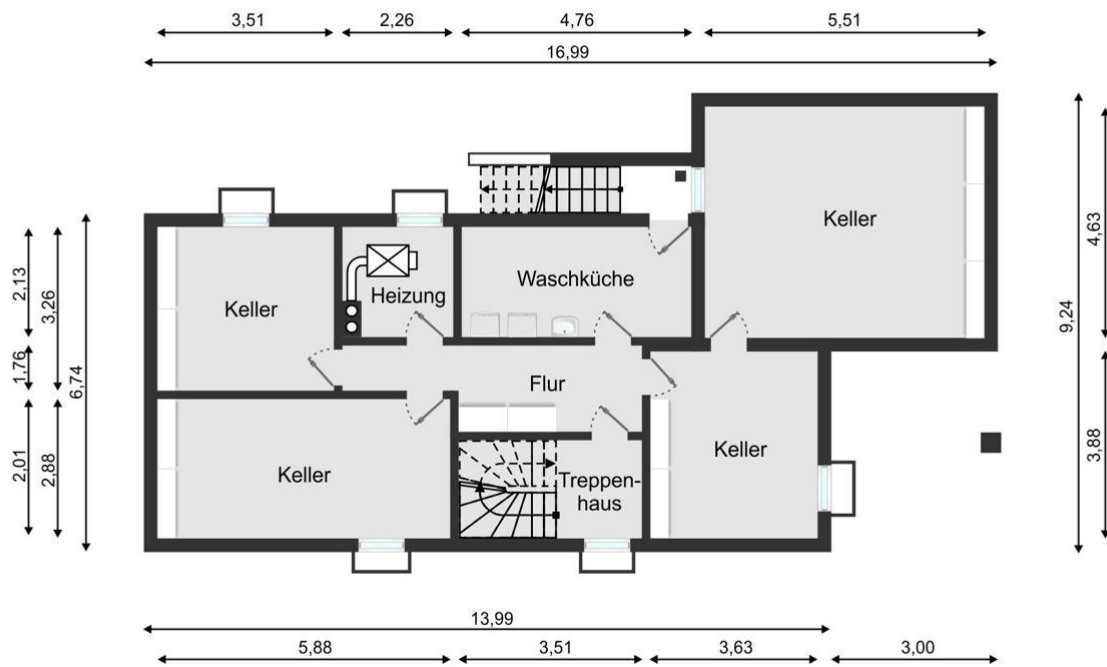 3,51 2,26 4,76 5,51
16,99
Keller
4,63
9,24
3,88
2,13
3,26
1,76
6,74
2,01
2,88
Waschküche
Heizung
Keller
Flur
Keller
Keller
Treppen-
haus
13,99
5,88 3,51 3,63 3,00